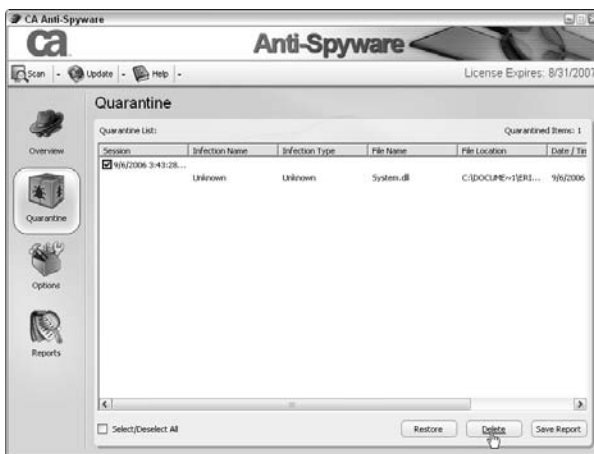 CA Anti-Spyware
ca
Anti-Spyware
Scan Update Help
License Expires: 8/31/2007
Overview
Quarantine
Options
Reports
Quarantine
Quarantine List: Quarantined Items: 1
Session Infection Name Infection Type File Name File Location Date / Tim
9/6/2006 3:43:28...
Unknown Unknown System.dll C:\DOCUME~1\ERI... 9/6/2006
Select/Deselect All Restore Delete Save Report